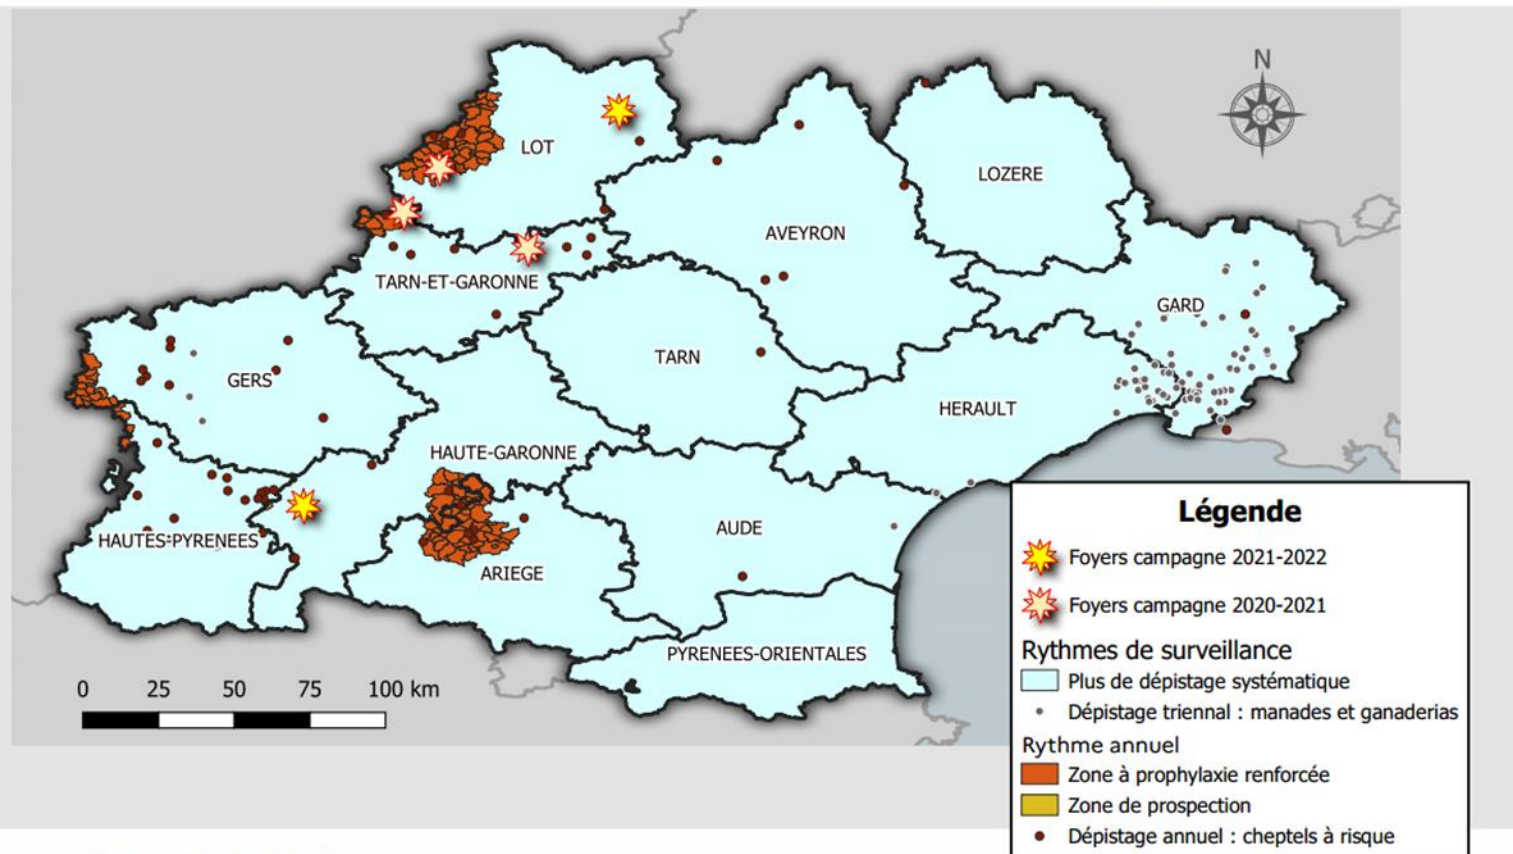 N
LOT
LOZERE
AVEYRON
TARN-ET-GARONNE
GARD
TARN
GERS
HERAULT
HAUTE-GARONNE
AUDE
HAUTES-PYRENEES
ARIEGE
PYRENEES-ORIENTALES
0 25 50 75 100 km
Légende
Foyers campagne 2021-2022
Foyers campagne 2020-2021
Rythmes de surveillance
Plus de dépistage systématique
Dépistage triennal : manades et ganaderias
Rythme annuel
Zone à prophylaxie renforcée
Zone de prospection
Dépistage annuel : cheptels à risque